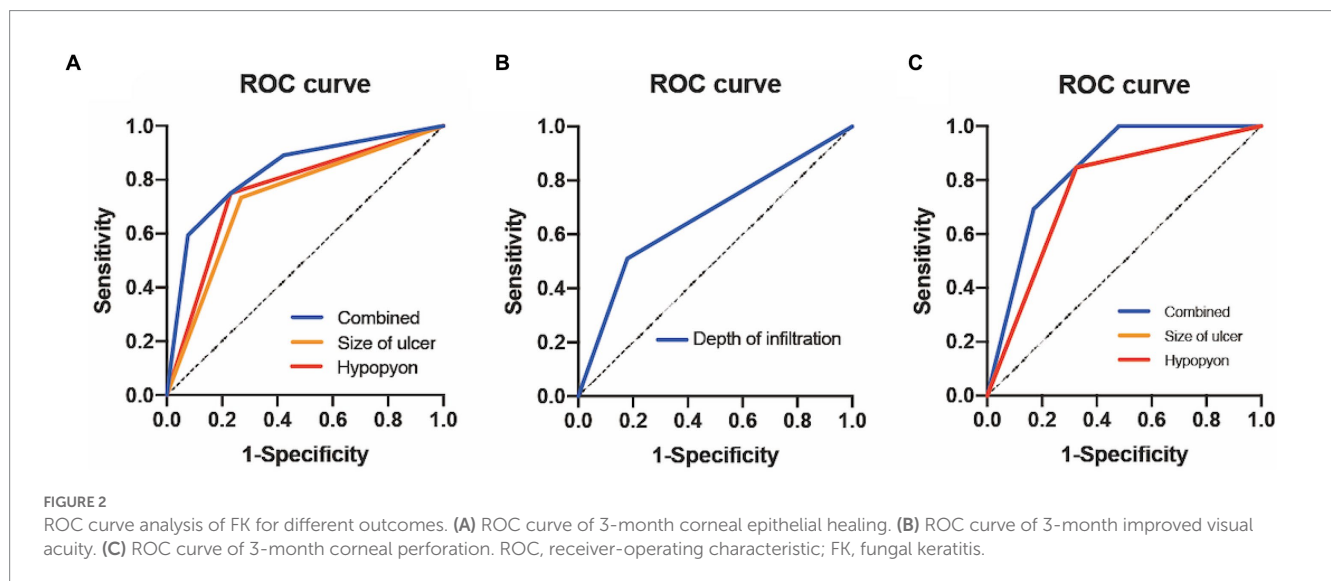 A
ROC curve
1.0
0.8
0.6
0.4
0.2
0.0
Sensitivity
Combined
Size of ulcer
Hypopyon
0.0 0.2 0.4 0.6 0.8 1.0
1-Specificity
B
ROC curve
1.0
0.8
0.6
0.4
0.2
0.0
Sensitivity
Depth of infiltration
0.0 0.2 0.4 0.6 0.8 1.0
1-Specificity
C
ROC curve
1.0
0.8
0.6
0.4
0.2
0.0
Sensitivity
Combined
Size of ulcer
Hypopyon
0.0 0.2 0.4 0.6 0.8 1.0
1-Specificity
FIGURE 2
ROC curve analysis of FK for different outcomes. (A) ROC curve of 3-month corneal epithelial healing. (B) ROC curve of 3-month improved visual
acuity. (C) ROC curve of 3-month corneal perforation. ROC, receiver-operating characteristic; FK, fungal keratitis.